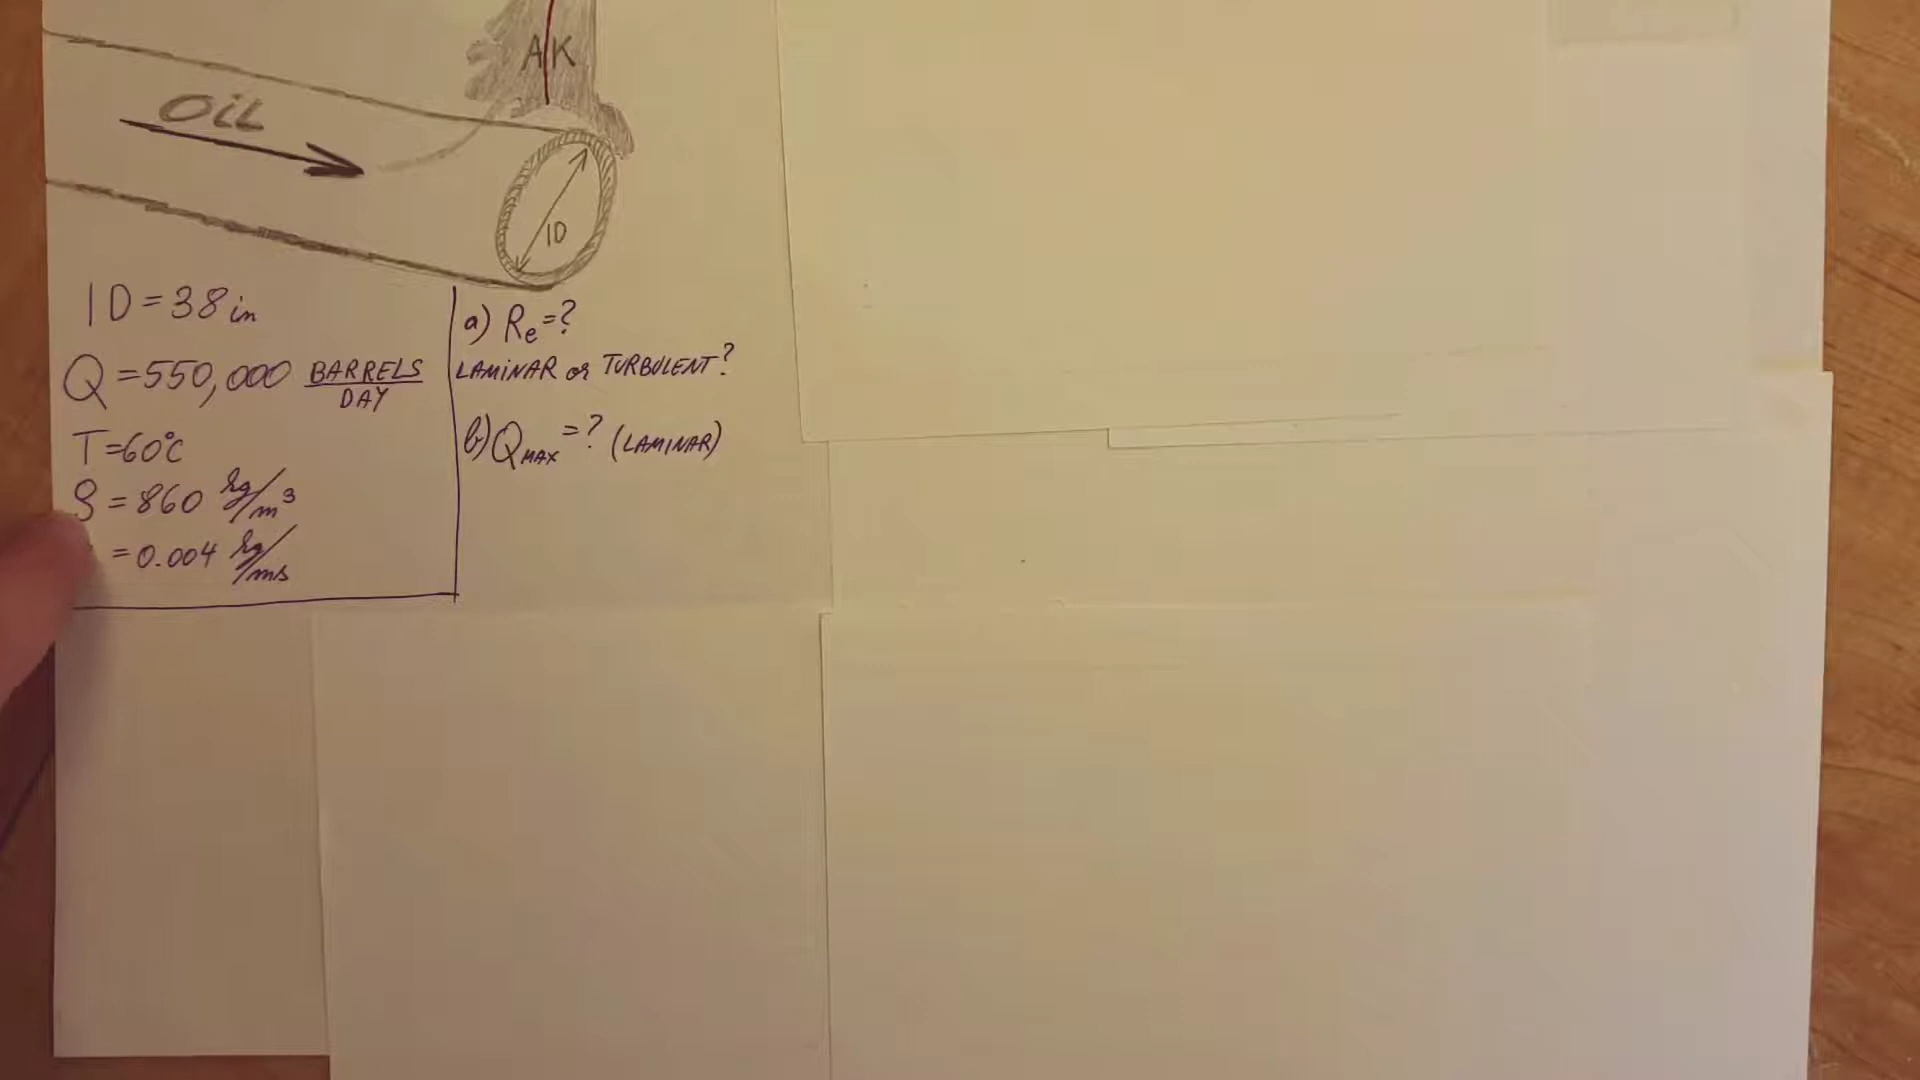 AK
OiL
ID
ID = 38 in
Q = 550,000 BARRELS/DAY
T = 60°C
ρ = 860 kg/m³
= 0.004 kg/ms
a) Re = ?
LAMINAR or TURBULENT?
b) QMAX = ? (LAMINAR)